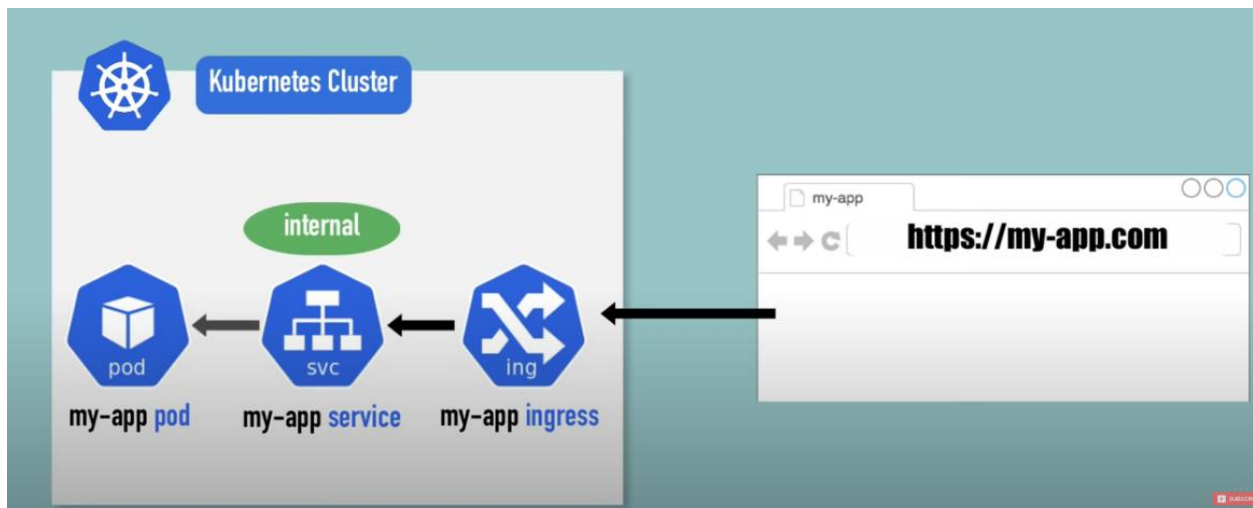 Kubernetes Cluster
my-app
https://my-app.com
internal
pod
svc
ing
my-app pod
my-app service
my-app ingress
SUBSCRIBE